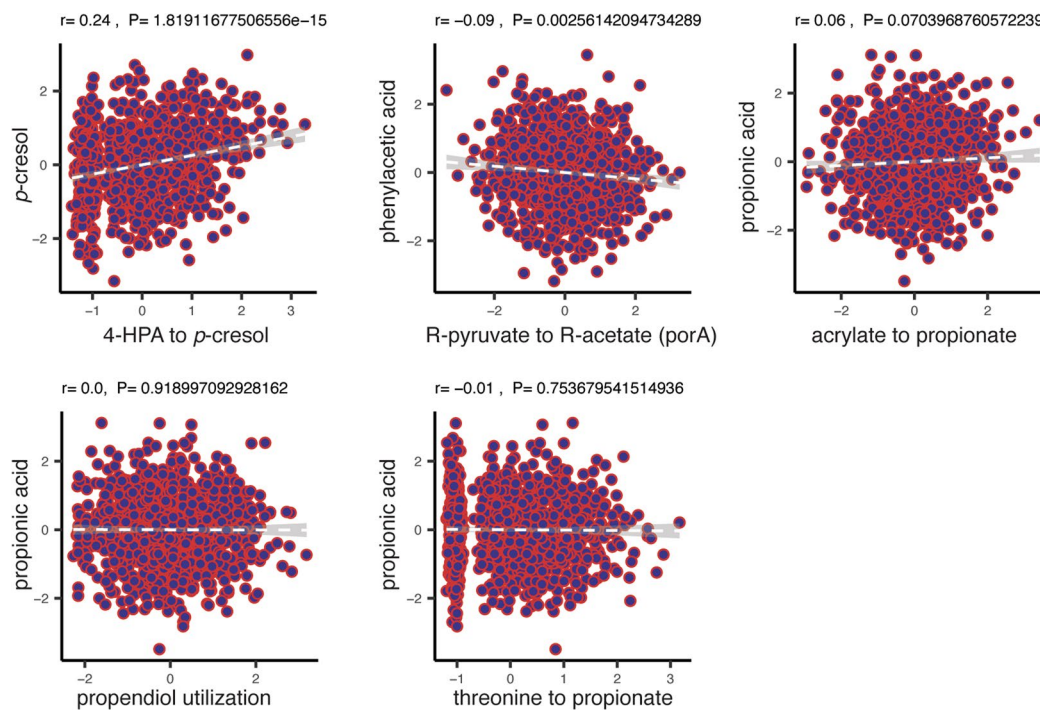 r= 0.24 , P= 1.81911677506556e−15
r= −0.09 , P= 0.00256142094734289
r= 0.06 , P= 0.0703968760572239
p-cresol
2
0
−2
−1
0
1
2
3
4-HPA to p-cresol
phenylacetic acid
2
0
−2
−2
0
2
R-pyruvate to R-acetate (porA)
propionic acid
2
0
−2
−2
0
2
acrylate to propionate
r= 0.0, P= 0.918997092928162
r= −0.01 , P= 0.753679541514936
propionic acid
2
0
−2
−2
0
2
propendiol utilization
propionic acid
2
0
−2
−1
0
1
2
3
threonine to propionate